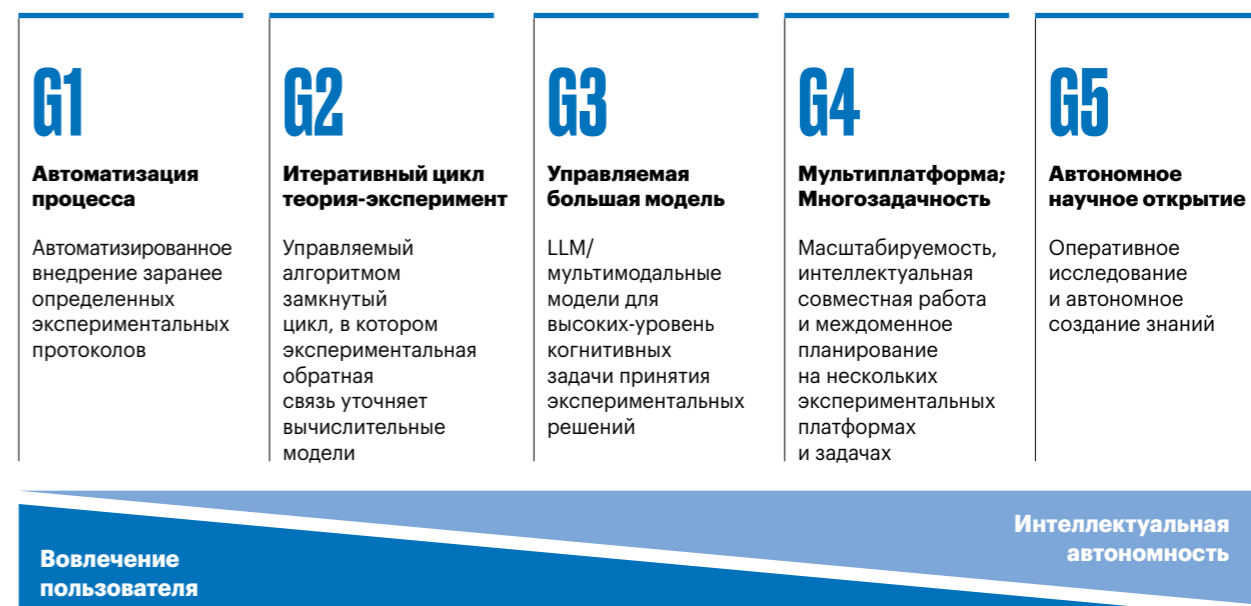 G1
Автоматизация
процесса
Автоматизированное
внедрение заранее
определенных
экспериментальных
протоколов
G2
Итеративный цикл
теория-эксперимент
Управляемый
алгоритмом
замкнутый
цикл, в котором
экспериментальная
обратная
связь уточняет
вычислительные
модели
G3
Управляемая
большая модель
LLM/
мультимодальные
модели для
высоких-уровень
когнитивных
задачи принятия
экспериментальных
решений
G4
Мультиплатформа;
Многозадачность
Масштабируемость,
интеллектуальная
совместная работа
и междоменное
планирование
на нескольких
экспериментальных
платформах
и задачах
G5
Автономное
научное открытие
Оперативное
исследование
и автономное
создание знаний
Интеллектуальная
автономность
Вовлечение
пользователя